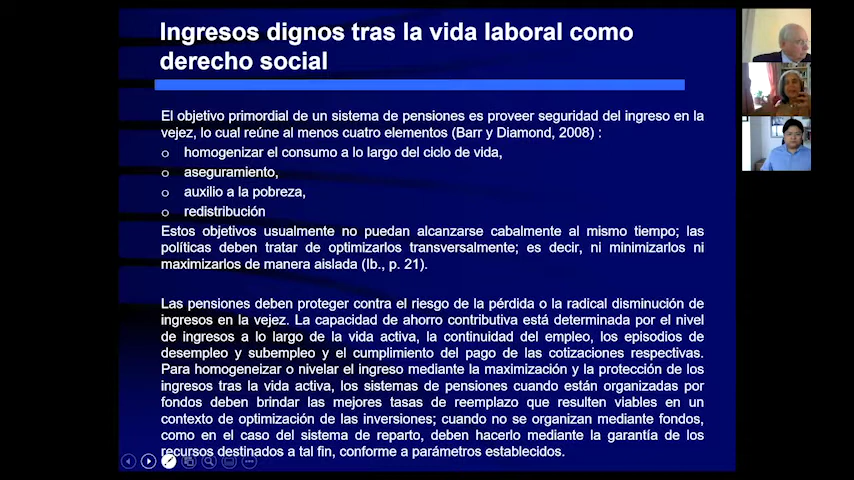 Ingresos dignos tras la vida laboral como
derecho social
El objetivo primordial de un sistema de pensiones es proveer seguridad del ingreso en la
vejez, lo cual reúne al menos cuatro elementos (Barr y Diamond, 2008) :
o homogenizar el consumo a lo largo del ciclo de vida,
o aseguramiento,
o auxilio a la pobreza,
o redistribución
Estos objetivos usualmente no puedan alcanzarse cabalmente al mismo tiempo; las
políticas deben tratar de optimizarlos transversalmente; es decir, ni minimizarlos ni
maximizarlos de manera aislada (Ib., p. 21).
Las pensiones deben proteger contra el riesgo de la pérdida o la radical disminución de
ingresos en la vejez. La capacidad de ahorro contributiva está determinada por el nivel
de ingresos a lo largo de la vida activa, la continuidad del empleo, los episodios de
desempleo y subempleo y el cumplimiento del pago de las cotizaciones respectivas.
Para homogeneizar o nivelar el ingreso mediante la maximización y la protección de los
ingresos tras la vida activa, los sistemas de pensiones cuando están organizadas por
fondos deben brindar las mejores tasas de reemplazo que resulten viables en un
contexto de optimización de las inversiones; cuando no se organizan mediante fondos,
como en el caso del sistema de reparto, deben hacerlo mediante la garantía de los
recursos destinados a tal fin, conforme a parámetros establecidos.